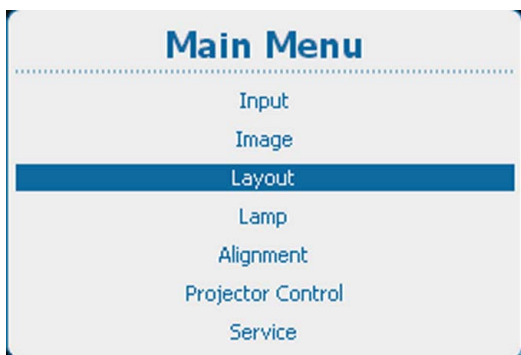 Main Menu
Input
Image
Layout
Lamp
Alignment
Projector Control
Service